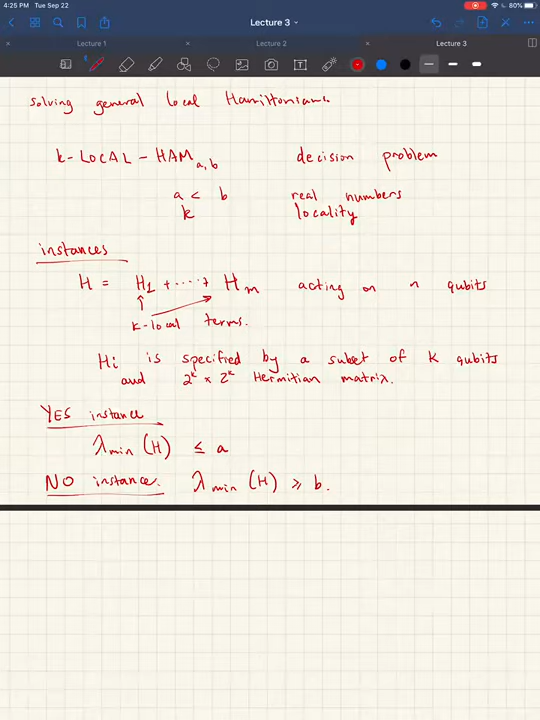 4:25 PM Tue Sep 22
80%
Lecture 3
Lecture 1
Lecture 2
Lecture 3
solving general local Hamiltonians.
k-LOCAL-HAM a,b decision problem
a < b real numbers
k locality
instances
H = H1 + ····+ Hm acting on n qubits
k-local terms.
Hi is specified by a subset of k qubits
and 2^k × 2^k Hermitian matrix.
YES instance
λmin (H) ≤ a
NO instance. λmin (H) ≥ b.